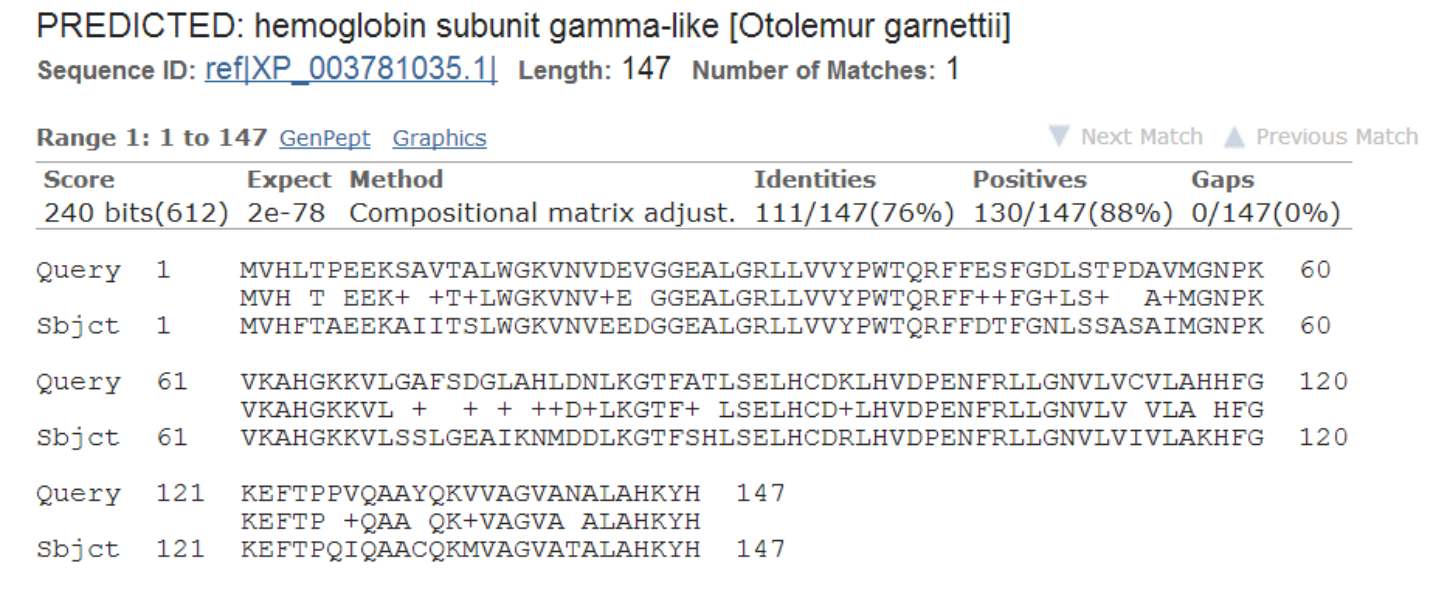 PREDICTED: hemoglobin subunit gamma-like [Otolemur garnettii]
Sequence ID: ref|XP_003781035.1| Length: 147 Number of Matches: 1
Range 1: 1 to 147 GenPept Graphics ▼ Next Match ▲ Previous Match
Score Expect Method Identities Positives Gaps
240 bits(612) 2e-78 Compositional matrix adjust. 111/147(76%) 130/147(88%) 0/147(0%)
Query 1 MVHLTPEEKSAVTALWGKVNVDEVGGEALGRLLVVYPWTQRFFESFGDLSTPDAVMGNPK 60
MVH T EEK+ +T+LWGKVNV+E GGEALGRLLVVYPWTQRFF++FG+LS+  A+MGNPK
Sbjct 1 MVHFTAEEKAIITSLWGKVNVEEDGGEALGRLLVVYPWTQRFFDTFGNLSSASAIMGNPK 60
Query 61 VKAHGKKVLGAFSDGLAHLDNLKGTFATLSELHCDKLHVDPENFRLLGNVLVCVLAHHFG 120
VKAHGKKVL +  + + ++D+LKGTF+ LSELHCD+LHVDPENFRLLGNVLV VLA HFG
Sbjct 61 VKAHGKKVLSSLGEAIKNMDDLKGTFSHLSELHCDRLHVDPENFRLLGNVLVIVLAKHFG 120
Query 121 KEFTPPVQAAYQKVVAGVANALAHKYH 147
KEFTP +QAA QK+VAGVA ALAHKYH
Sbjct 121 KEFTPQIQAACQKMVAGVATALAHKYH 147